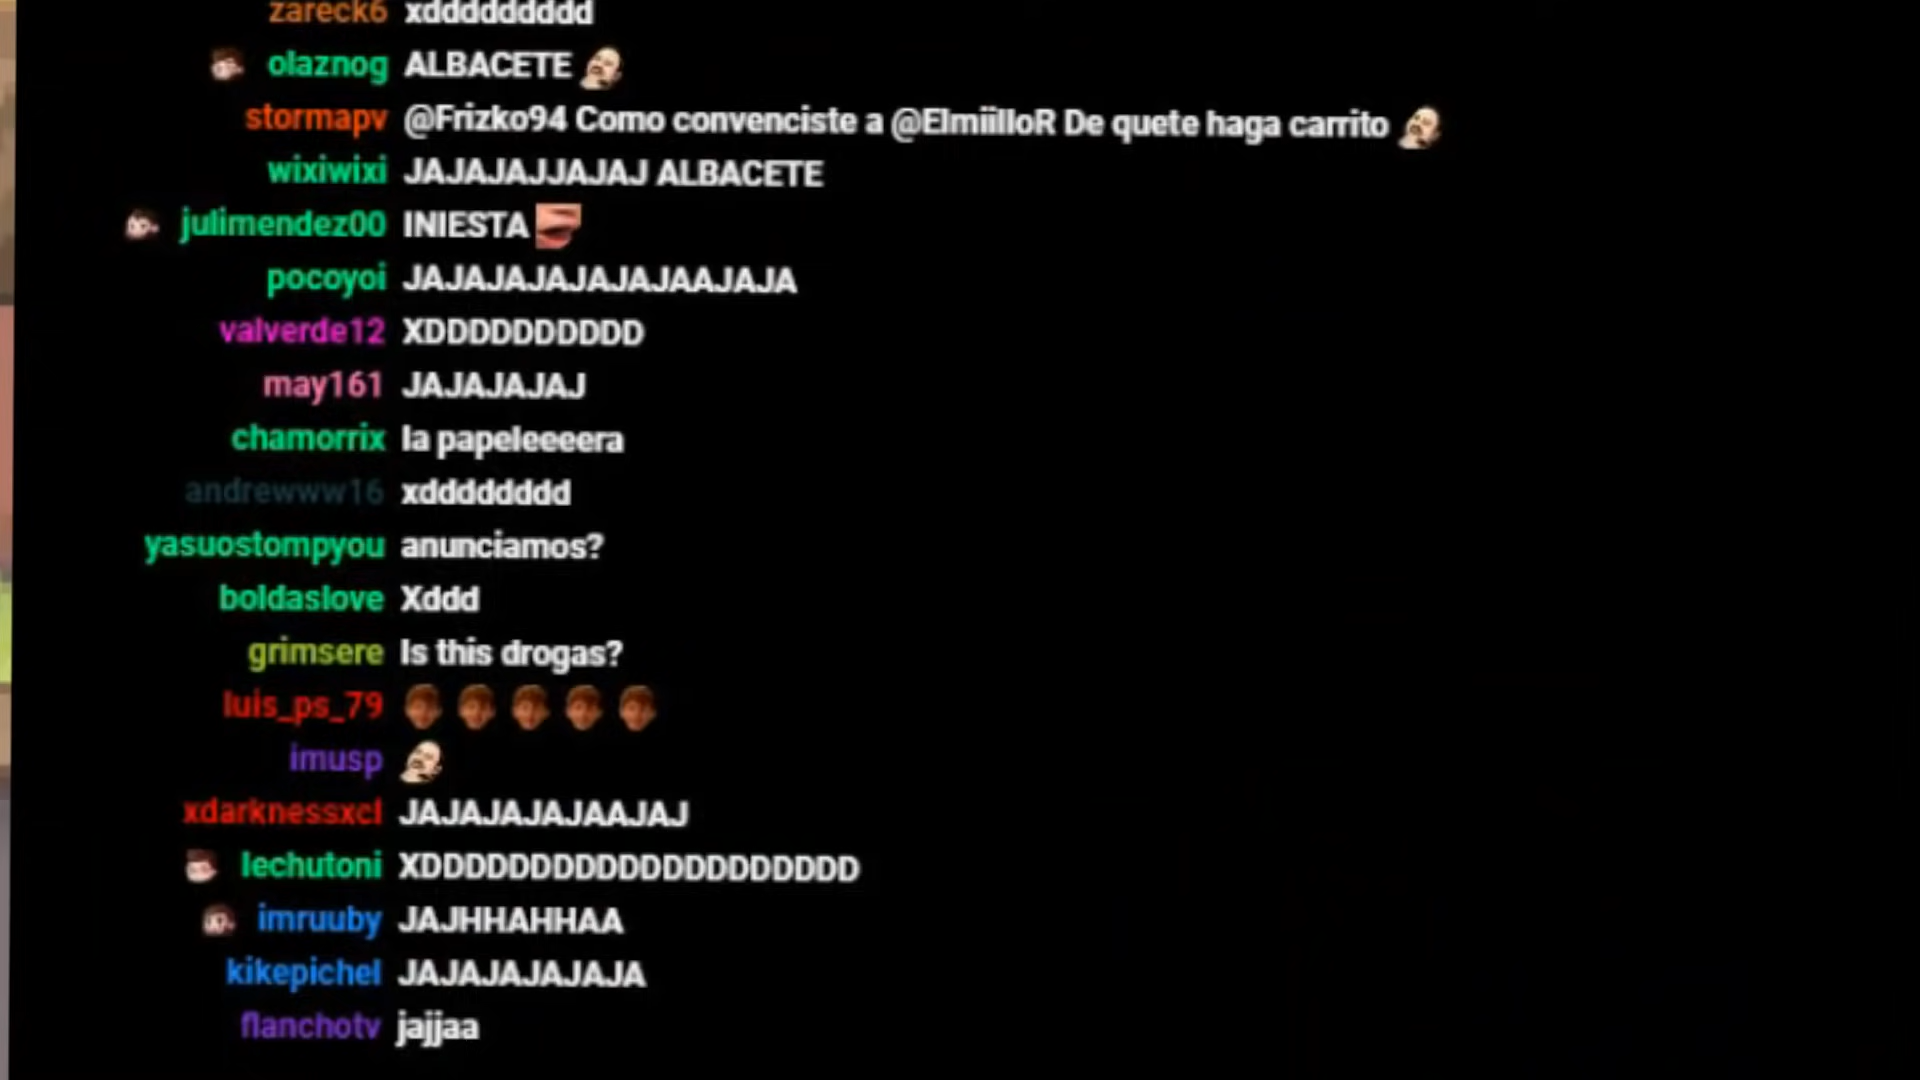 zareck6 xddddddddd
olaznog ALBACETE
stormapv @Frizko94 Como convenciste a @ElmiilloR De quete haga carrito
wixiwixi JAJAJAJJAJAJ ALBACETE
julimendez00 INIESTA
pocoyoi JAJAJAJAJAJAJAAJAJA
valverde12 XDDDDDDDDDD
may161 JAJAJAJAJ
chamorrix la papeleeeera
andrewww16 xdddddddd
yasuostompyou anunciamos?
boldaslove Xddd
grimsere Is this drogas?
luis_ps_79
imusp
xdarknessxcl JAJAJAJAJAAJAJ
lechutoni XDDDDDDDDDDDDDDDDDDDD
imruuby JAJHHAHHAA
kikepichel JAJAJAJAJAJA
flanchotv jajjaa